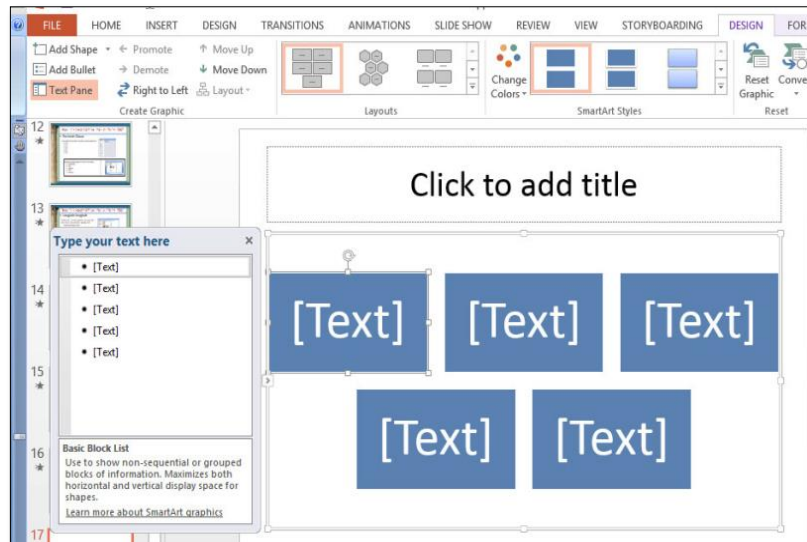 FILE HOME INSERT DESIGN TRANSITIONS ANIMATIONS SLIDE SHOW REVIEW VIEW STORYBOARDING DESIGN FOR
Add Shape Promote Move Up
Add Bullet Demote Move Down
Text Pane Right to Left Layout
Create Graphic
Layouts
Change
Colors
SmartArt Styles
Reset
Graphic
Conve
Reset
12
13
14
15
16
17
Type your text here
[Text]
[Text]
[Text]
[Text]
[Text]
Basic Block List
Use to show non-sequential or grouped
blocks of information. Maximizes both
horizontal and vertical display space for
shapes.
Learn more about SmartArt graphics
Click to add title
[Text] [Text] [Text]
[Text] [Text]